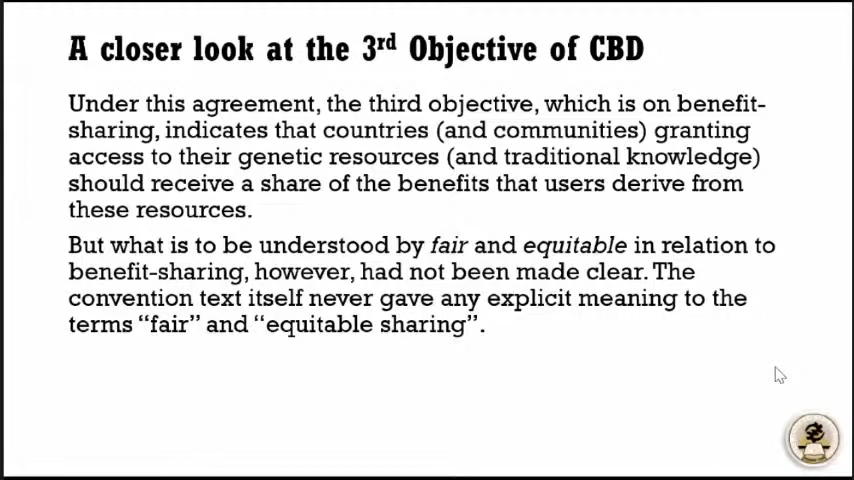 A closer look at the 3rd Objective of CBD
Under this agreement, the third objective, which is on benefit-
sharing, indicates that countries (and communities) granting
access to their genetic resources (and traditional knowledge)
should receive a share of the benefits that users derive from
these resources.
But what is to be understood by fair and equitable in relation to
benefit-sharing, however, had not been made clear. The
convention text itself never gave any explicit meaning to the
terms “fair” and “equitable sharing”.